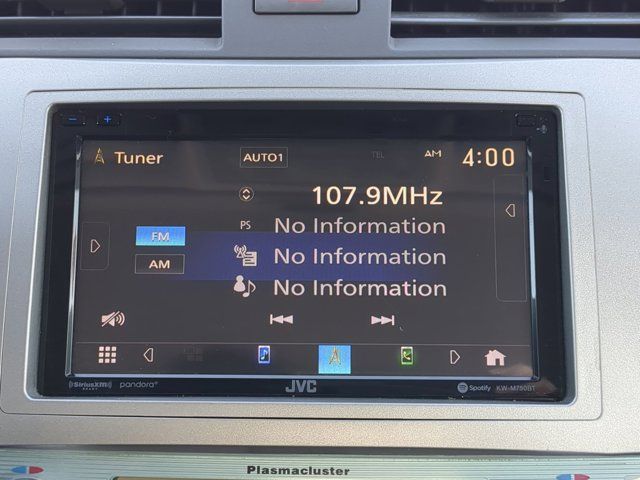 − +
Tuner AUTO1 TEL AM 4:00
107.9MHz
PS No Information
FM No Information
AM No Information
((SiriusXM)) READY pandora JVC Spotify KW-M750BT
Plasmacluster